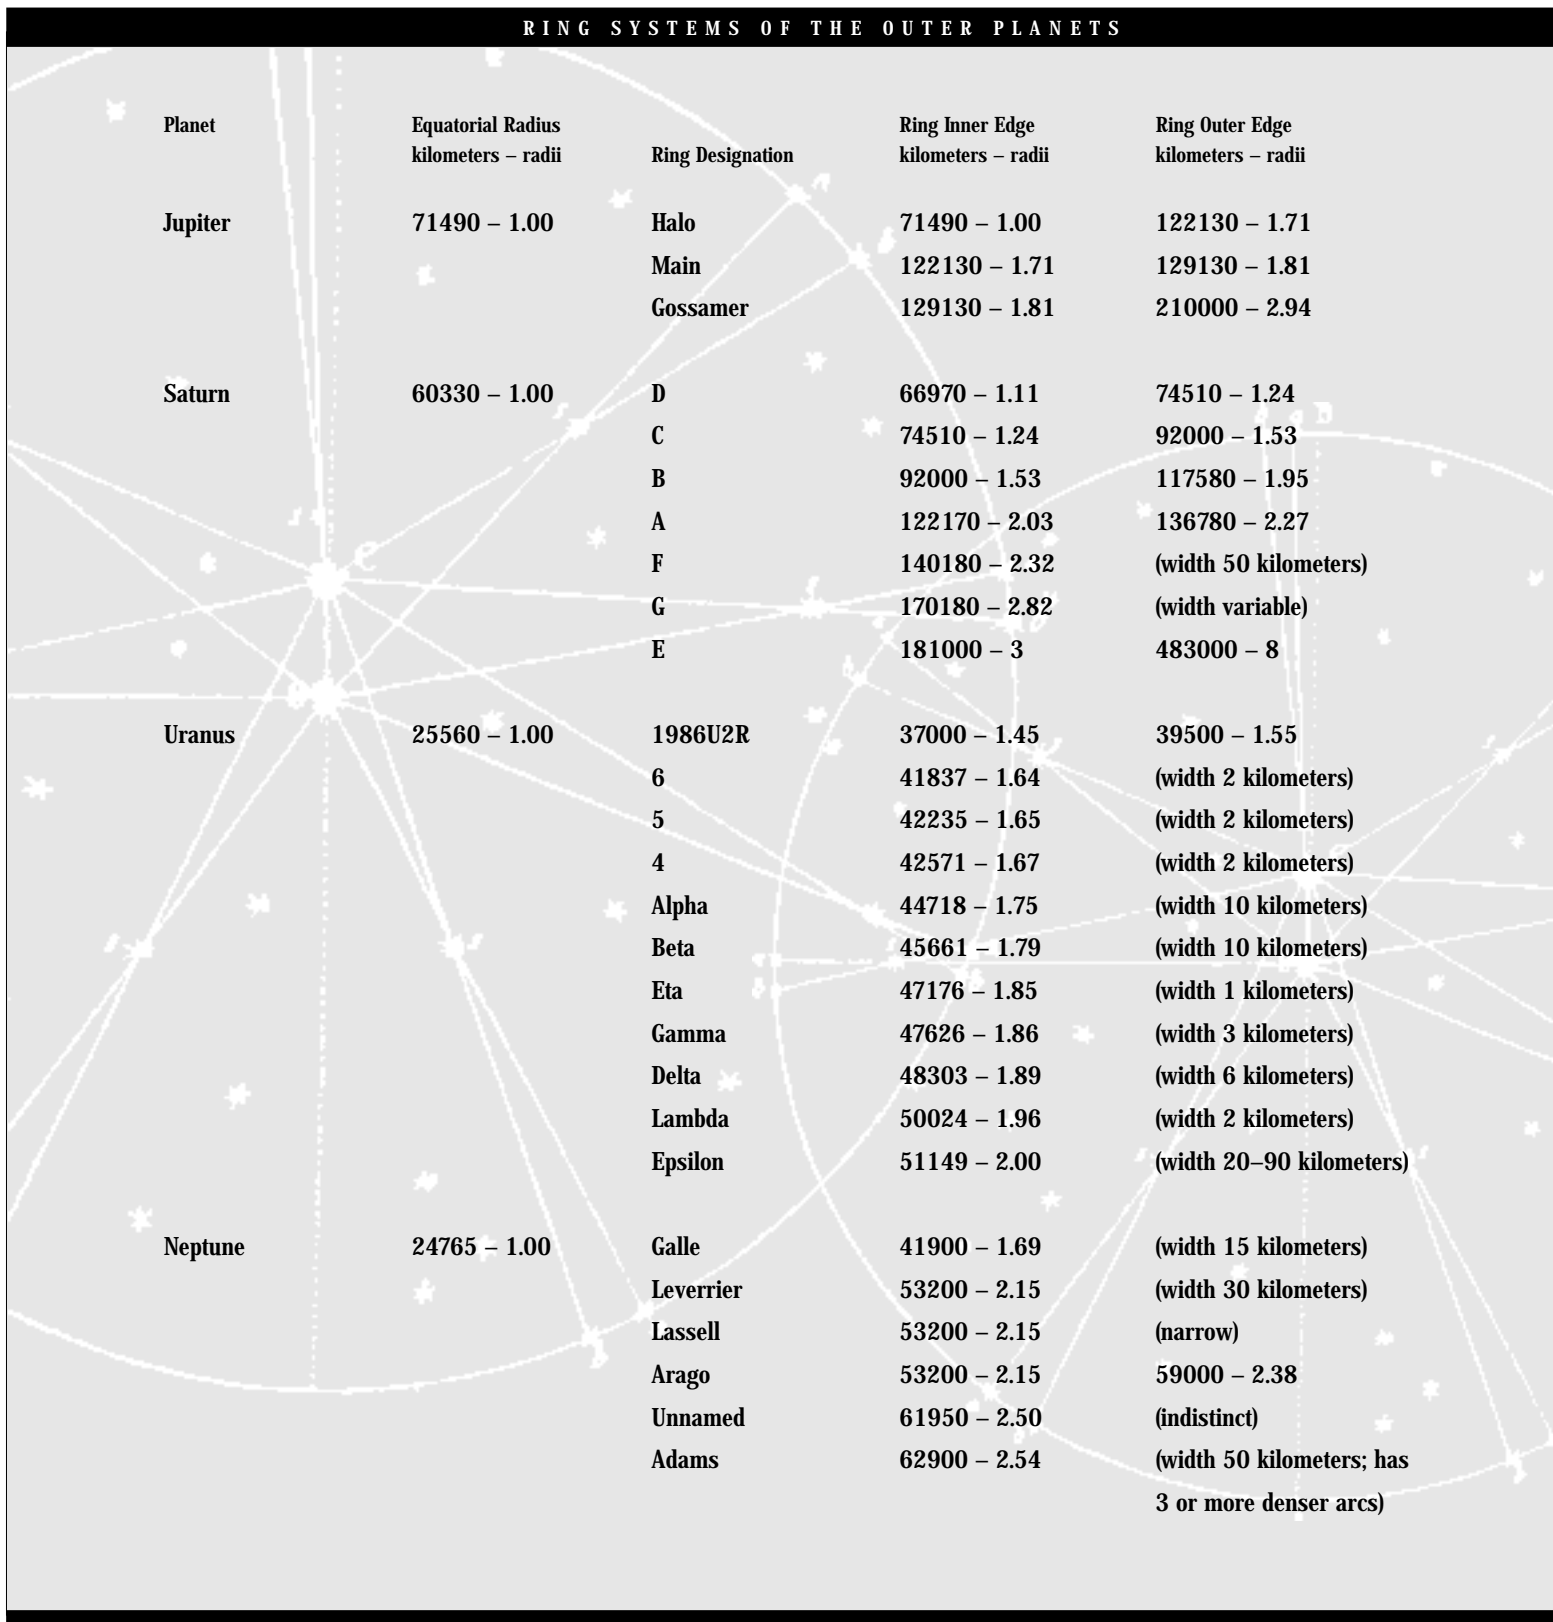 RING SYSTEMS OF THE OUTER PLANETS
Planet Equatorial Radius Ring Inner Edge Ring Outer Edge
kilometers – radii Ring Designation kilometers – radii kilometers – radii
Jupiter 71490 – 1.00 Halo 71490 – 1.00 122130 – 1.71
Main 122130 – 1.71 129130 – 1.81
Gossamer 129130 – 1.81 210000 – 2.94
Saturn 60330 – 1.00 D 66970 – 1.11 74510 – 1.24
C 74510 – 1.24 92000 – 1.53
B 92000 – 1.53 117580 – 1.95
A 122170 – 2.03 136780 – 2.27
F 140180 – 2.32 (width 50 kilometers)
G 170180 – 2.82 (width variable)
E 181000 – 3 483000 – 8
Uranus 25560 – 1.00 1986U2R 37000 – 1.45 39500 – 1.55
6 41837 – 1.64 (width 2 kilometers)
5 42235 – 1.65 (width 2 kilometers)
4 42571 – 1.67 (width 2 kilometers)
Alpha 44718 – 1.75 (width 10 kilometers)
Beta 45661 – 1.79 (width 10 kilometers)
Eta 47176 – 1.85 (width 1 kilometers)
Gamma 47626 – 1.86 (width 3 kilometers)
Delta 48303 – 1.89 (width 6 kilometers)
Lambda 50024 – 1.96 (width 2 kilometers)
Epsilon 51149 – 2.00 (width 20–90 kilometers)
Neptune 24765 – 1.00 Galle 41900 – 1.69 (width 15 kilometers)
Leverrier 53200 – 2.15 (width 30 kilometers)
Lassell 53200 – 2.15 (narrow)
Arago 53200 – 2.15 59000 – 2.38
Unnamed 61950 – 2.50 (indistinct)
Adams 62900 – 2.54 (width 50 kilometers; has
3 or more denser arcs)